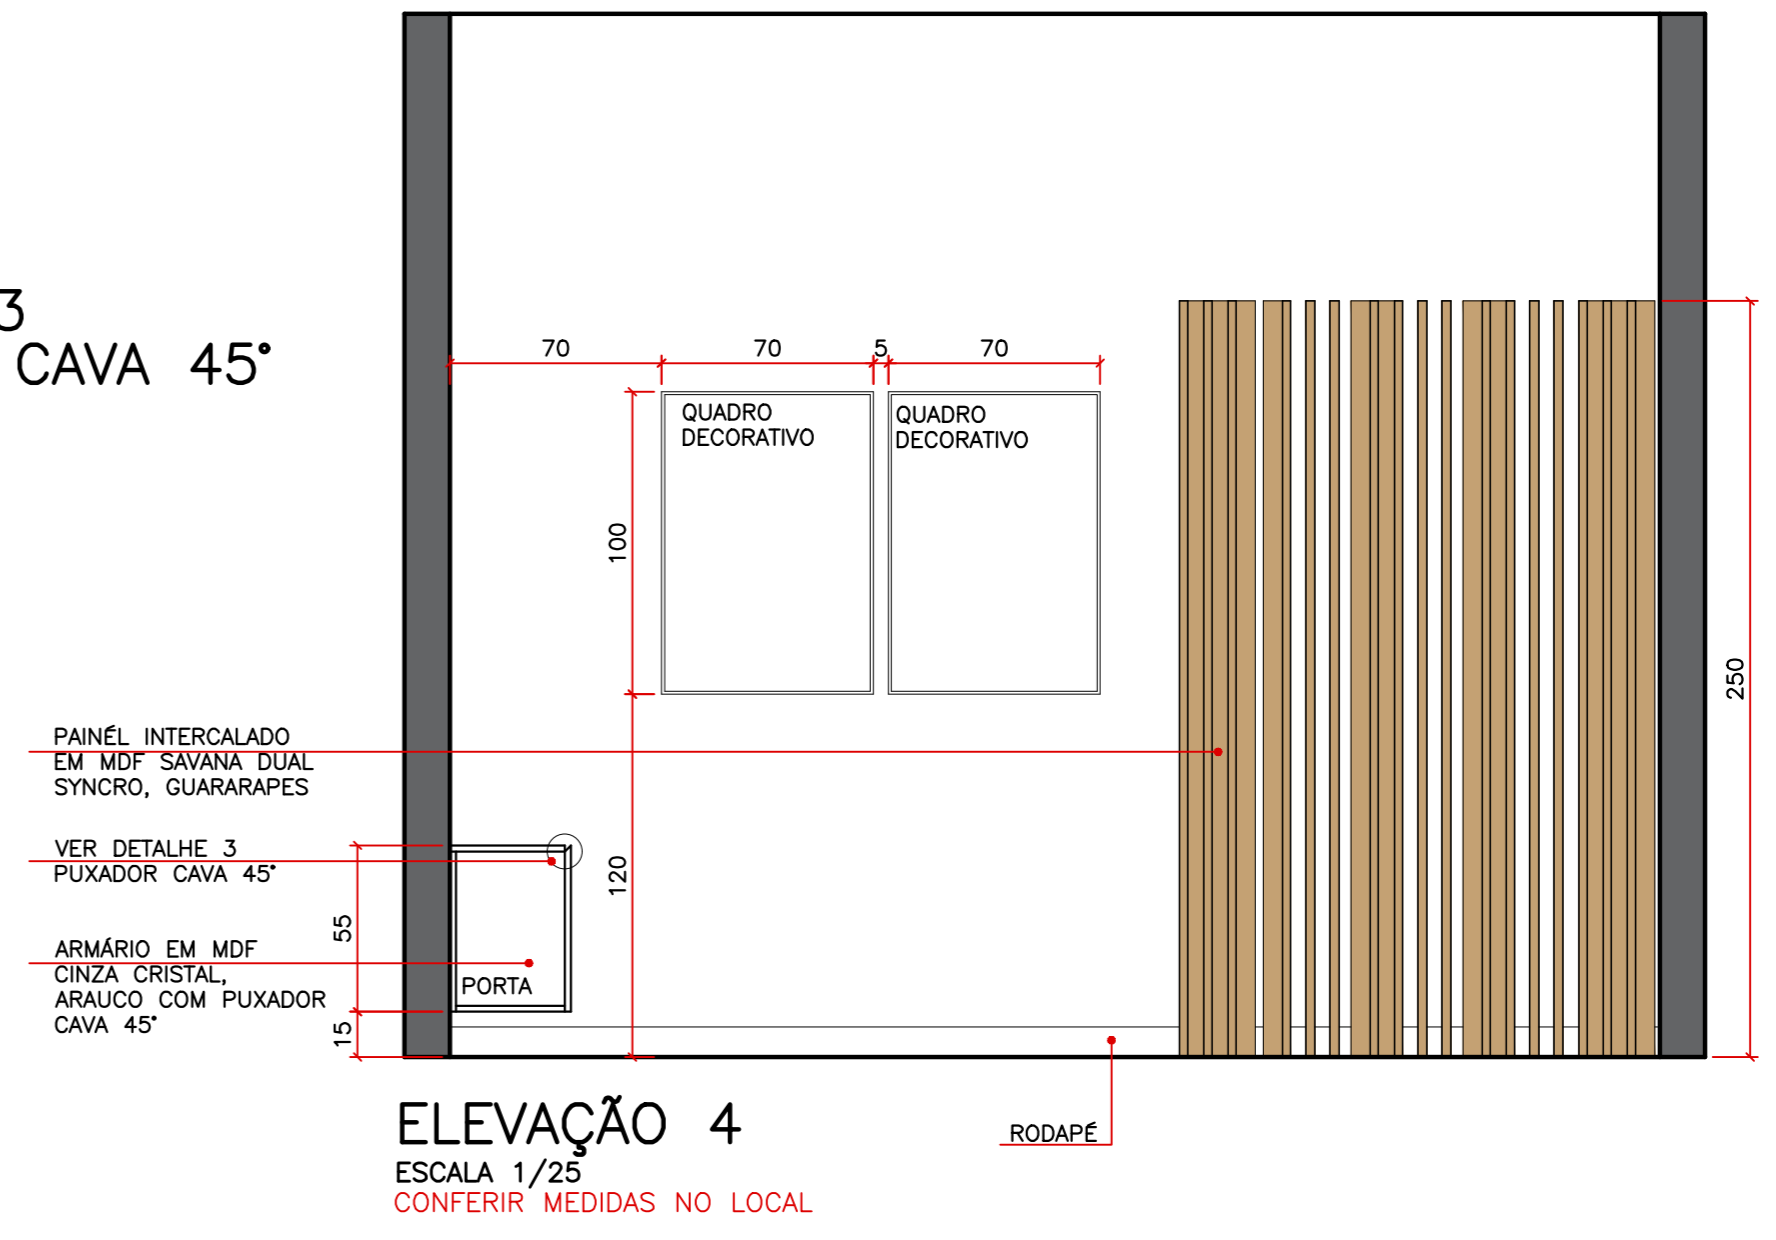 3
CAVA 45°
70
70
5
70
QUADRO
DECORATIVO
QUADRO
DECORATIVO
100
250
PAINÉL INTERCALADO
EM MDF SAVANA DUAL
SYNCRO, GUARARAPES
VER DETALHE 3
PUXADOR CAVA 45°
120
55
ARMÁRIO EM MDF
CINZA CRISTAL,
ARAUCO COM PUXADOR
CAVA 45°
PORTA
15
RODAPÉ
ELEVAÇÃO 4
ESCALA 1/25
CONFERIR MEDIDAS NO LOCAL